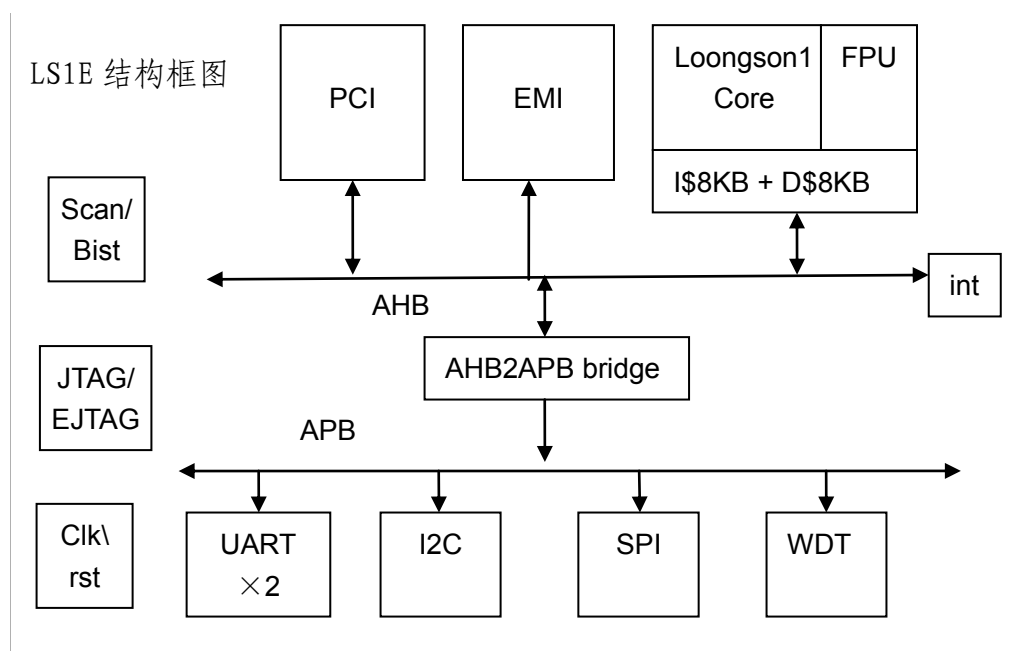 LS1E 结构框图
PCI
EMI
Loongson1
Core
FPU
I$8KB + D$8KB
Scan/
Bist
AHB
int
JTAG/
EJTAG
AHB2APB bridge
APB
Clk\
rst
UART
×2
I2C
SPI
WDT